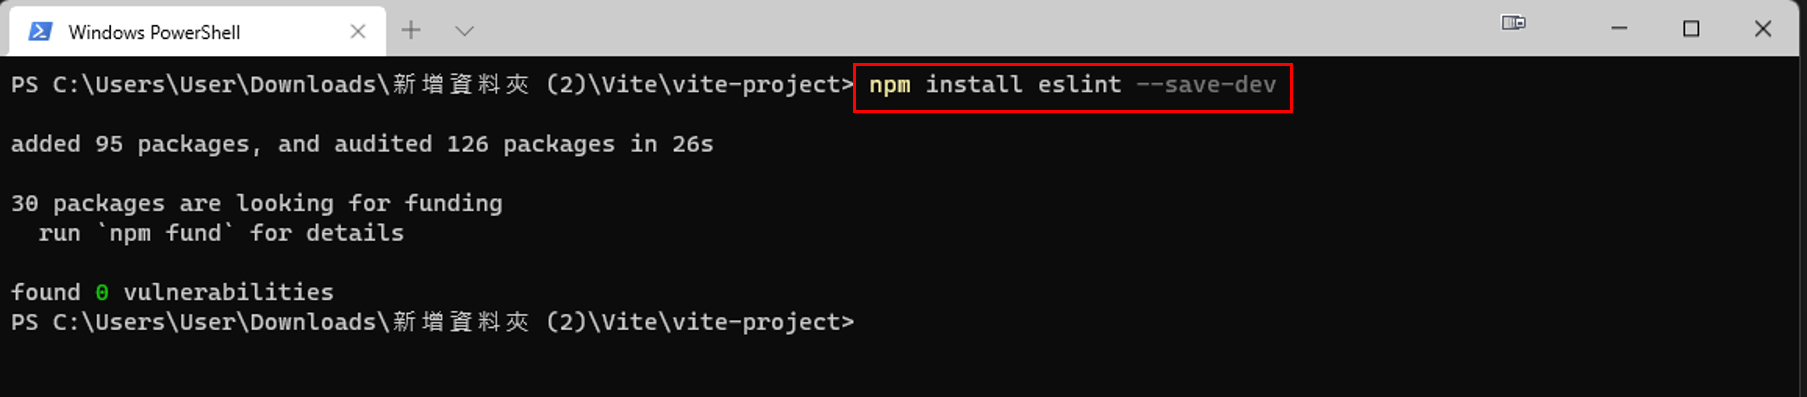 Windows PowerShell
PS C:\Users\User\Downloads\新增資料夾 (2)\Vite\vite-project> npm install eslint --save-dev
added 95 packages, and audited 126 packages in 26s
30 packages are looking for funding
  run `npm fund` for details
found 0 vulnerabilities
PS C:\Users\User\Downloads\新增資料夾 (2)\Vite\vite-project>